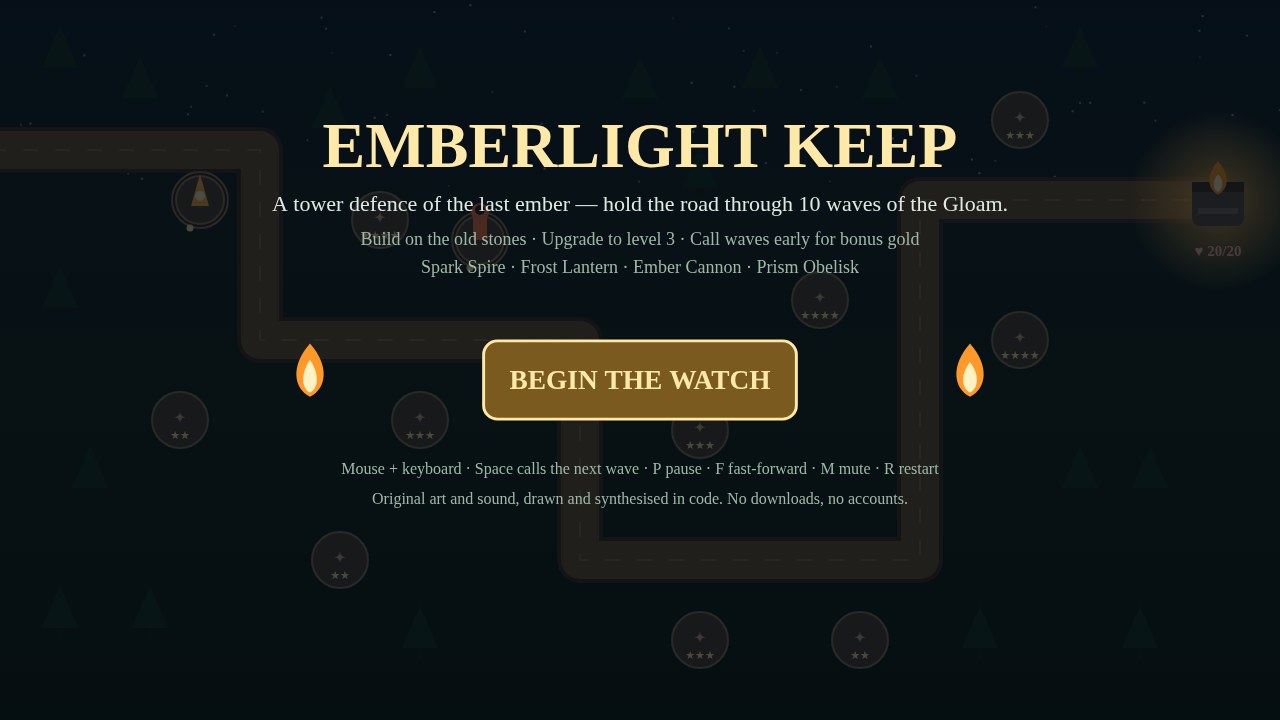 EMBERLIGHT KEEP
A tower defence of the last ember — hold the road through 10 waves of the Gloam.
Build on the old stones · Upgrade to level 3 · Call waves early for bonus gold
♥ 20/20
Spark Spire · Frost Lantern · Ember Cannon · Prism Obelisk
BEGIN THE WATCH
Mouse + keyboard · Space calls the next wave · P pause · F fast-forward · M mute · R restart
Original art and sound, drawn and synthesised in code. No downloads, no accounts.